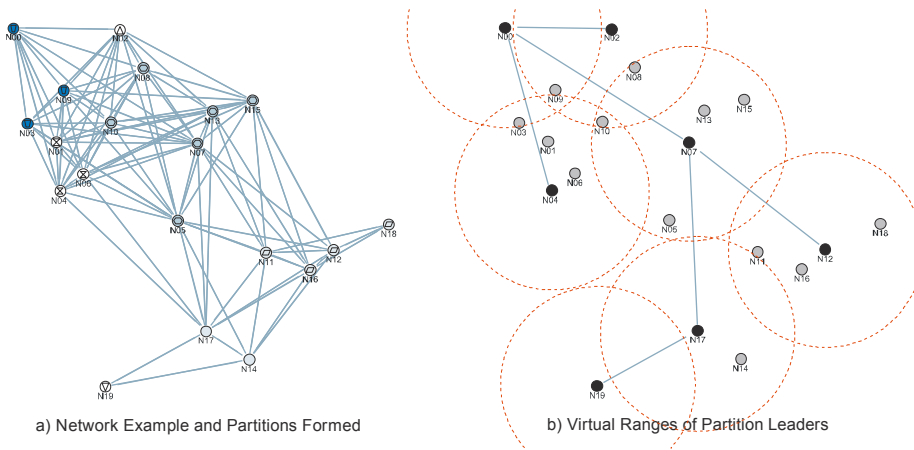 N00
N02
N08
N09
N15
N13
N10
N03
N01
N07
N06
N04
N05
N18
N12
N11
N16
N17
N14
N19
a) Network Example and Partitions Formed
N00
N02
N08
N09
N15
N13
N03
N10
N01
N07
N06
N04
N05
N18
N12
N11
N16
N17
N14
N19
b) Virtual Ranges of Partition Leaders